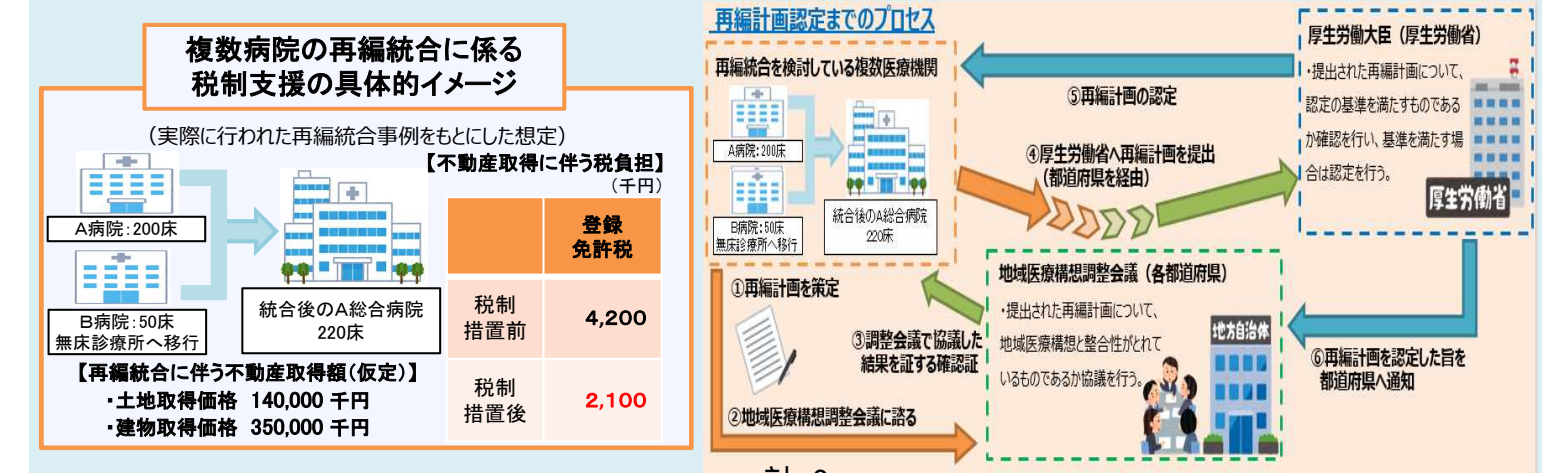 複数病院の再編統合に係る
税制支援の具体的イメージ
（実際に行われた再編統合事例をもとにした想定）
A病院：200床
B病院：50床
無床診療所へ移行
統合後のA総合病院
220床
【不動産取得に伴う税負担】
（千円）
登録
免許税
税制
措置前
4,200
税制
措置後
2,100
【再編統合に伴う不動産取得額（仮定）】
・土地取得価格 140,000 千円
・建物取得価格 350,000 千円
再編計画認定までのプロセス
再編統合を検討している複数医療機関
A病院：200床
B病院：50床
無床診療所へ移行
統合後のA総合病院
220床
①再編計画を策定
②地域医療構想調整会議に諮る
③調整会議で協議した
結果を証する確認証
④厚生労働省へ再編計画を提出
（都道府県を経由）
⑤再編計画の認定
厚生労働大臣（厚生労働省）
・提出された再編計画について、
認定の基準を満たすものである
か確認を行い、基準を満たす場
合は認定を行う。
厚生労働省
地域医療構想調整会議（各都道府県）
・提出された再編計画について、
地域医療構想と整合性がとれて
いるものであるか協議を行う。
地方自治体
⑥再編計画を認定した旨を
都道府県へ通知